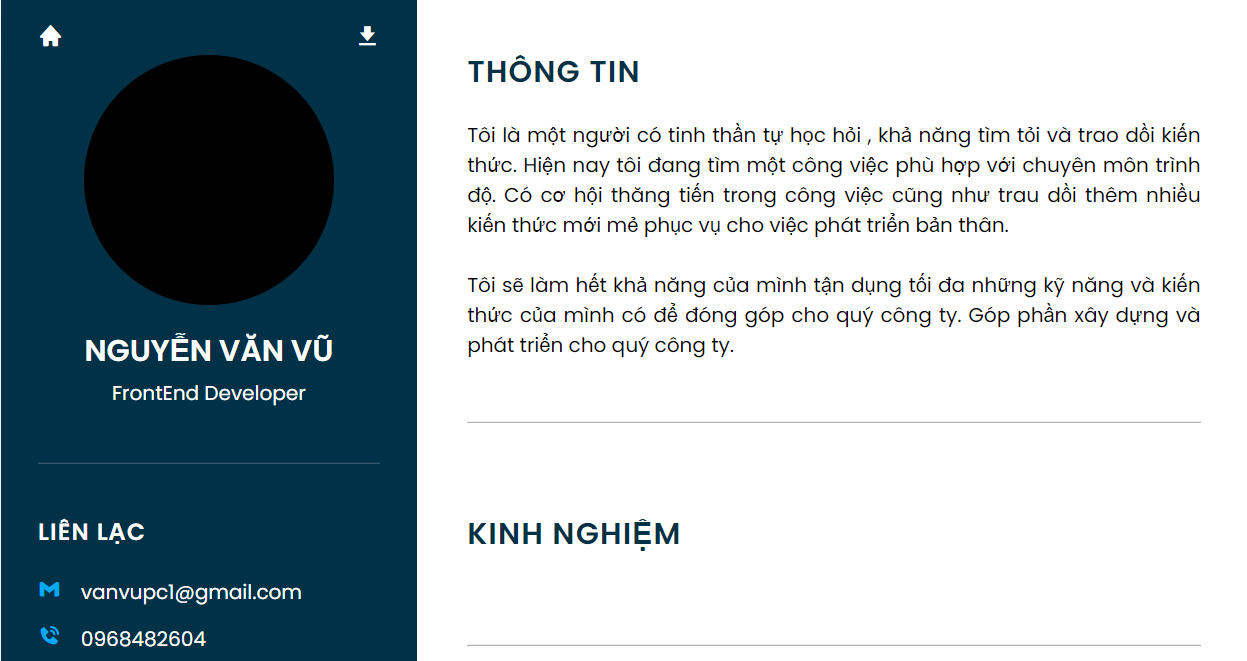 NGUYỄN VĂN VŨ
FrontEnd Developer
LIÊN LẠC
vanvupc1@gmail.com
0968482604
THÔNG TIN
Tôi là một người có tinh thần tự học hỏi , khả năng tìm tỏi và trao dồi kiến
thức. Hiện nay tôi đang tìm một công việc phù hợp với chuyên môn trình
độ. Có cơ hội thăng tiến trong công việc cũng như trau dồi thêm nhiều
kiến thức mới mẻ phục vụ cho việc phát triển bản thân.
Tôi sẽ làm hết khả năng của mình tận dụng tối đa những kỹ năng và kiến
thức của mình có để đóng góp cho quý công ty. Góp phần xây dựng và
phát triển cho quý công ty.
KINH NGHIỆM